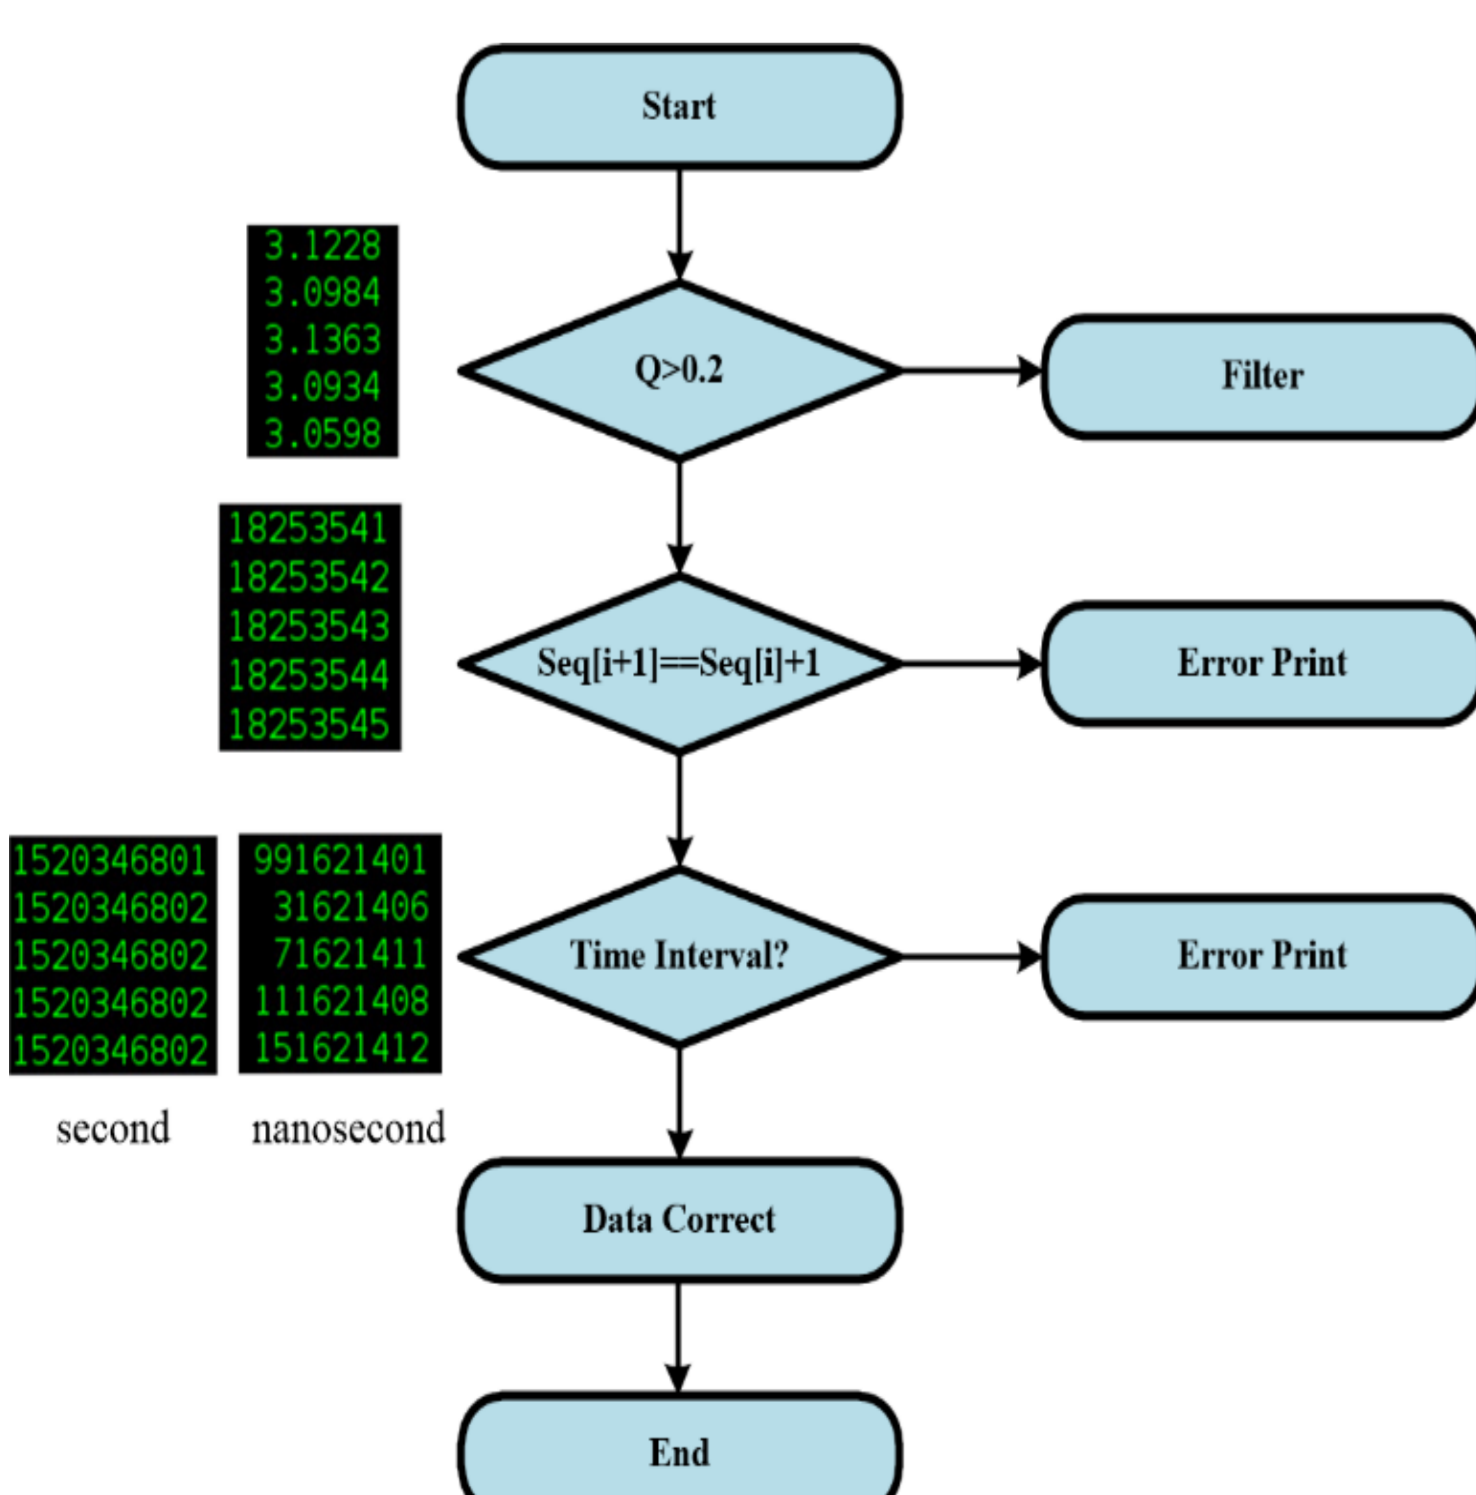 Start
3.1228
3.0984
3.1363
3.0934
3.0598
Q>0.2
Filter
18253541
18253542
18253543
18253544
18253545
Seq[i+1]==Seq[i]+1
Error Print
1520346801 991621401
1520346802 31621406
1520346802 71621411
1520346802 111621408
1520346802 151621412
second nanosecond
Time Interval?
Error Print
Data Correct
End